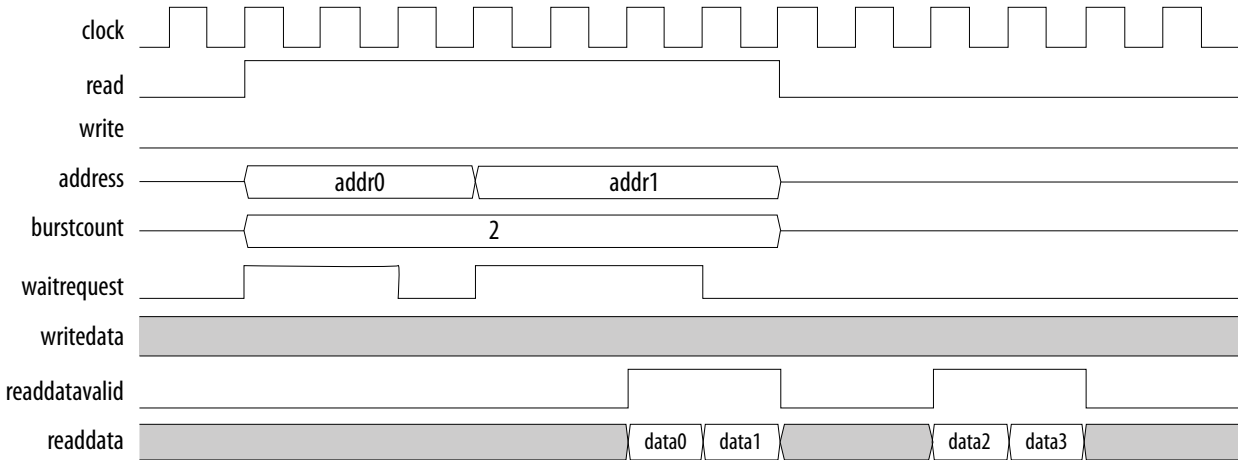 clock
read
write
address addr0 addr1
burstcount 2
waitrequest
writedata
readdatavalid
readdata data0 data1 data2 data3